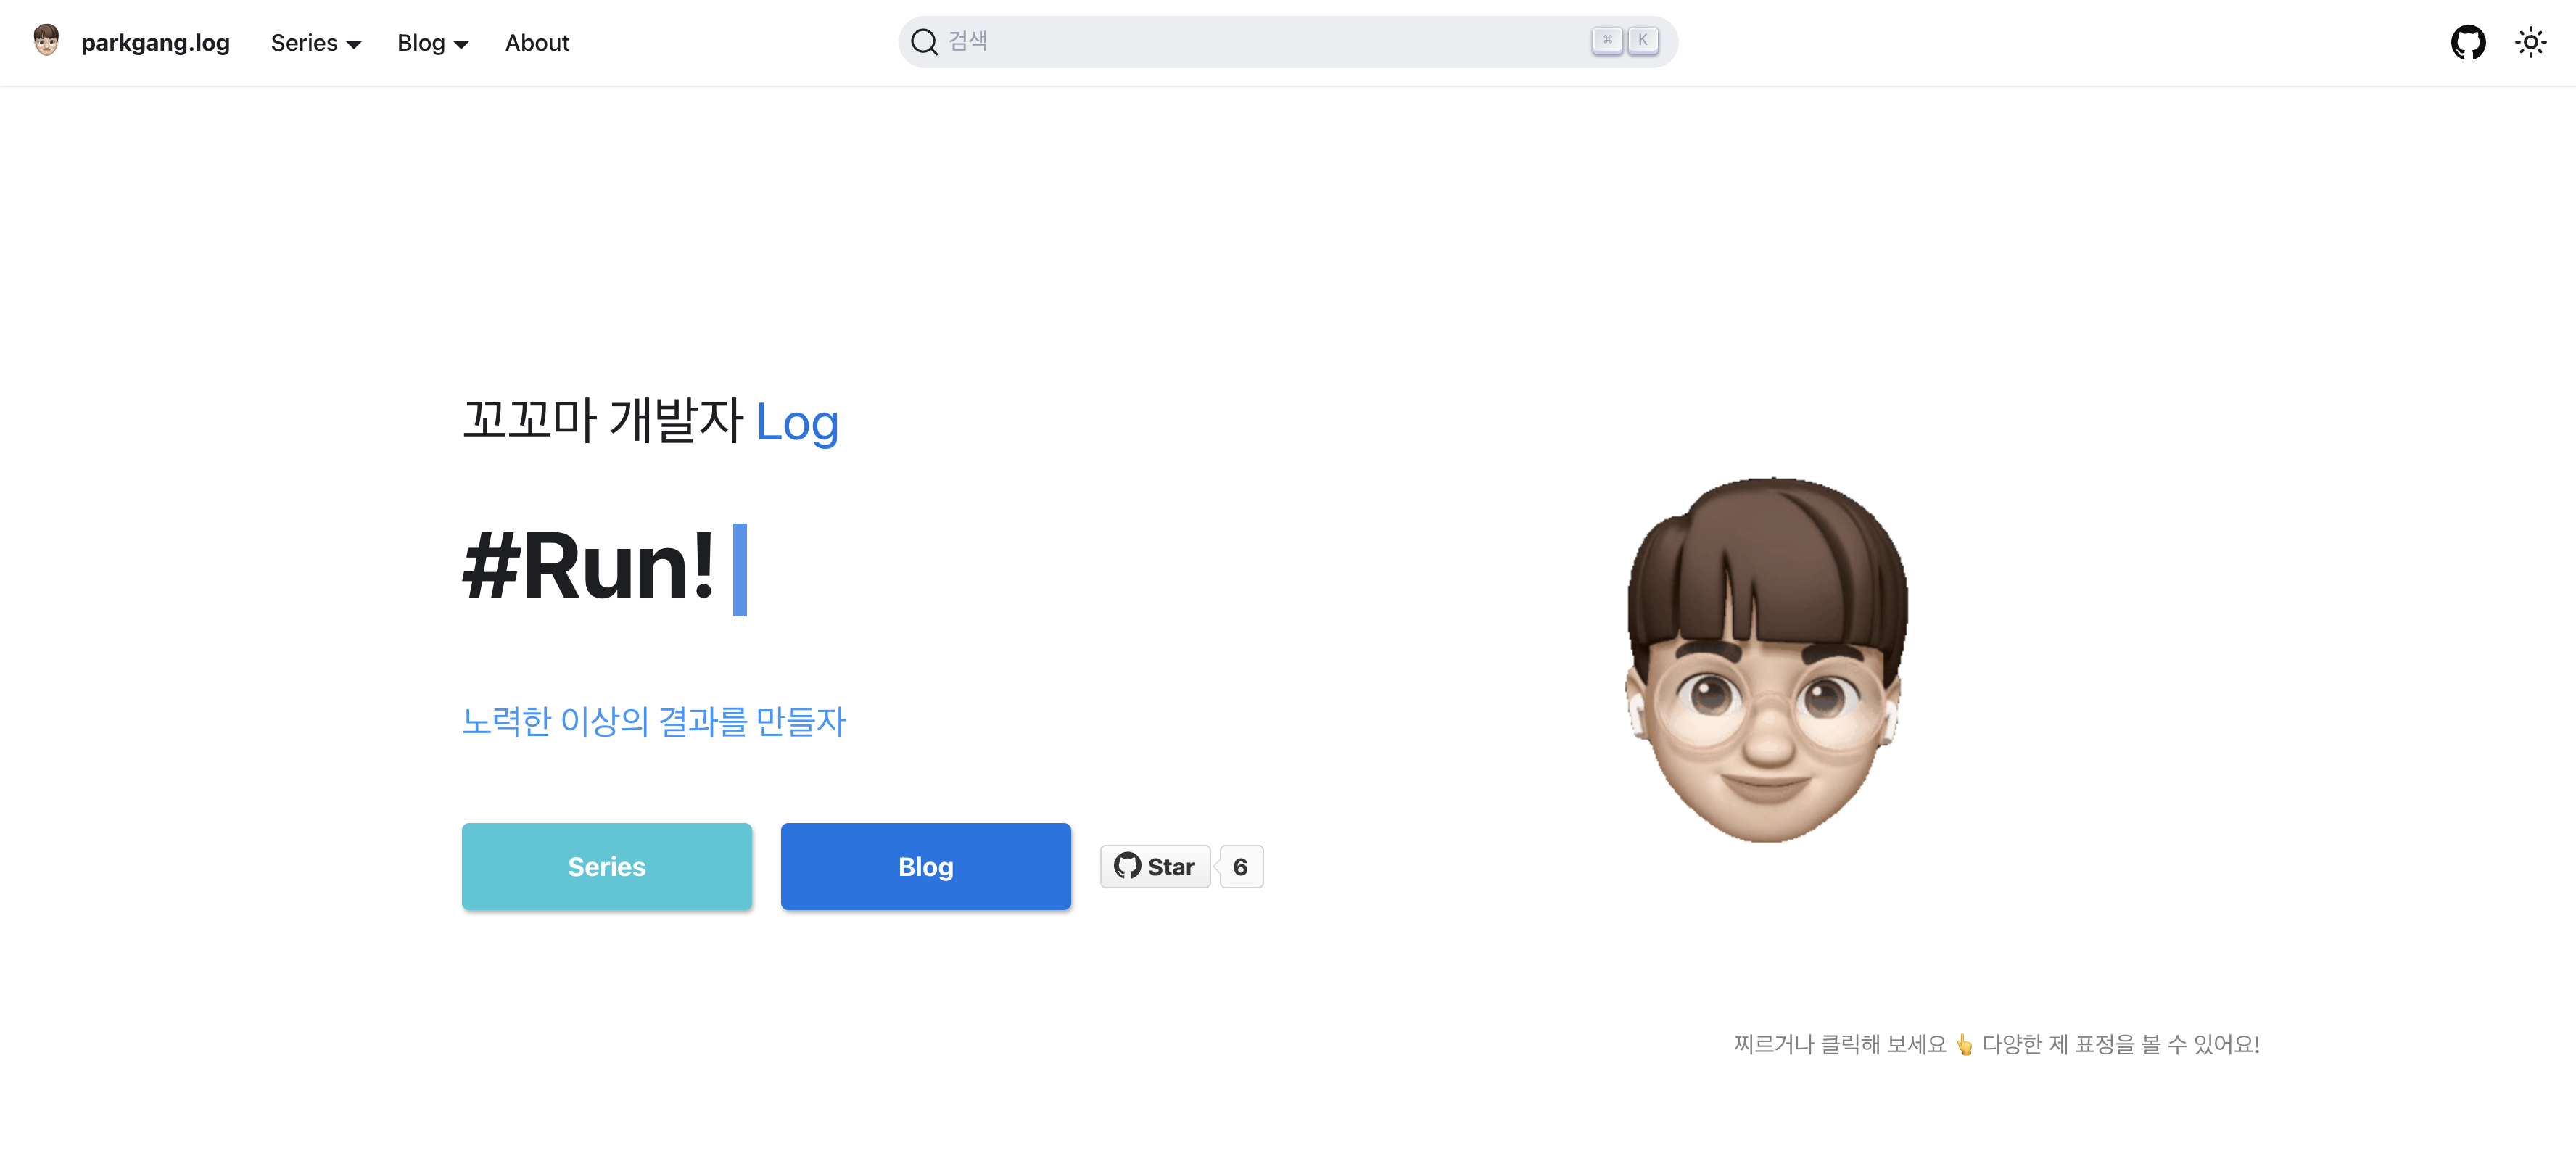 parkgang.log Series Blog About 검색 ⌘ K
꼬꼬마 개발자 Log
#Run!
노력한 이상의 결과를 만들자
Series Blog Star 6
찌르거나 클릭해 보세요 👆 다양한 제 표정을 볼 수 있어요!